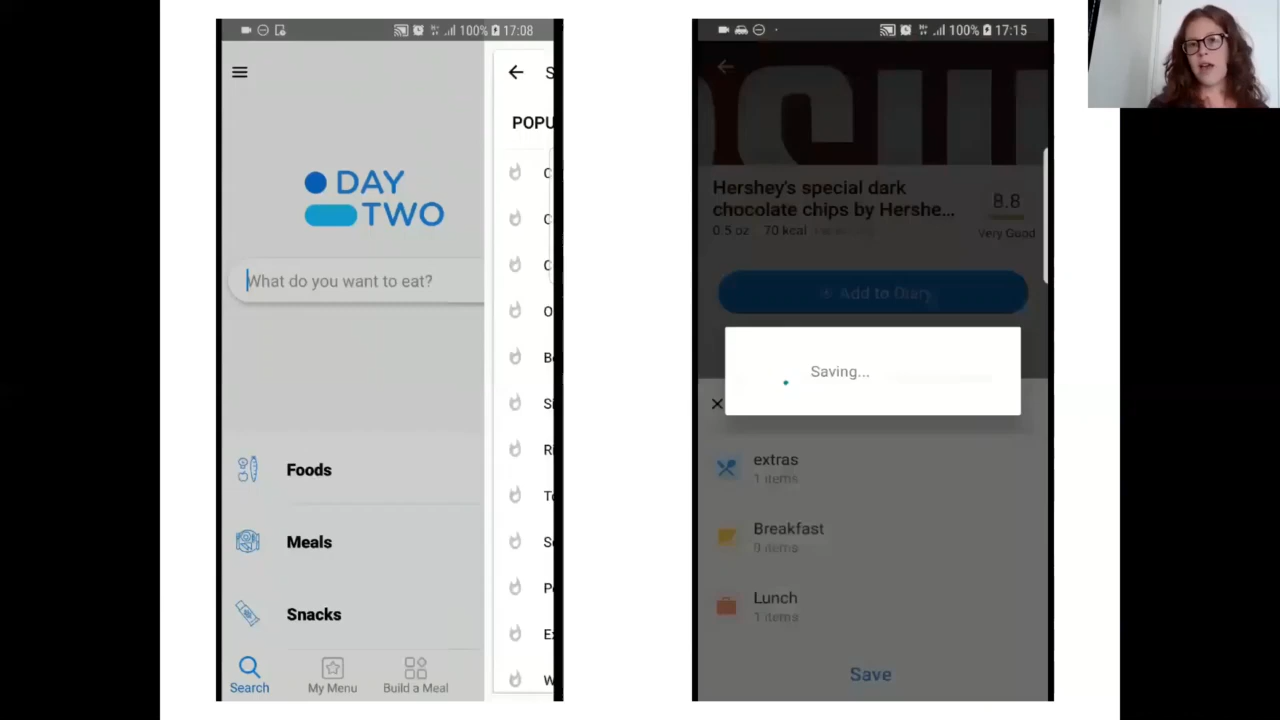 100% 17:08
POPU
DAY
TWO
What do you want to eat?
Foods
Meals
Snacks
Search
My Menu
Build a Meal
100% 17:15
Hershey's special dark
chocolate chips by Hershe...
0.5 oz 70 kcal
8.8
Very Good
Add to Diary
Saving...
extras
1 items
Breakfast
Lunch
1 items
Save